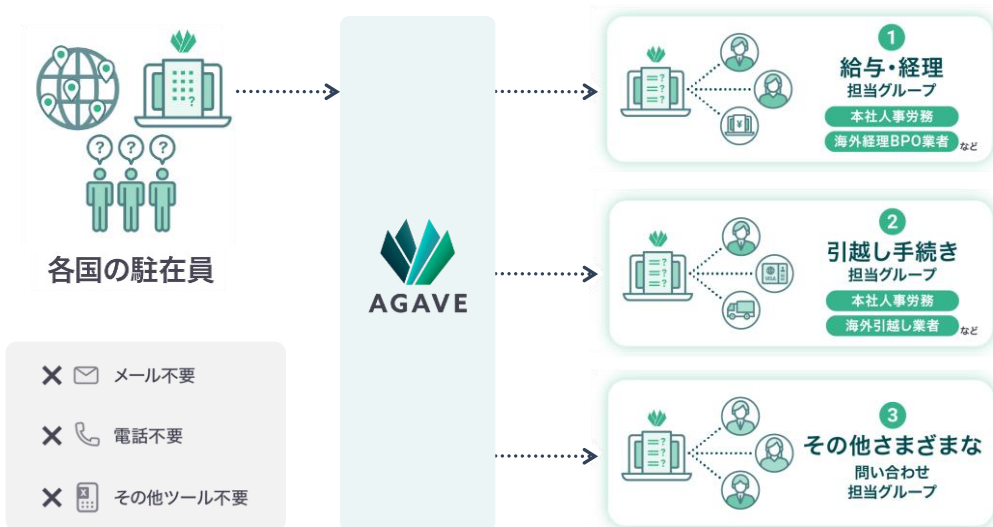 各国の駐在員
メール不要
電話不要
その他ツール不要
AGAVE
1
給与・経理
担当グループ
本社人事労務
海外経理BPO業者 など
2
引越し手続き
担当グループ
本社人事労務
海外引越し業者 など
3
その他さまざまな
問い合わせ
担当グループ